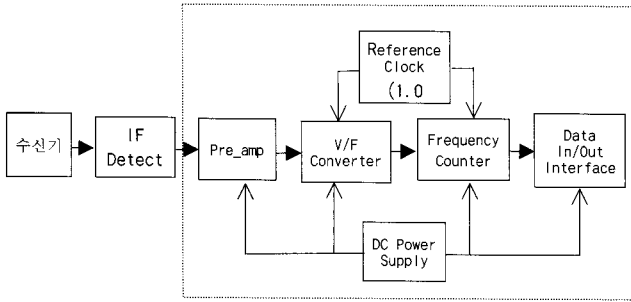 Reference
Clock
(1.0
수신기
IF
Detect
Pre_amp
V/F
Converter
Frequency
Counter
Data
In/Out
Interface
DC Power
Supply